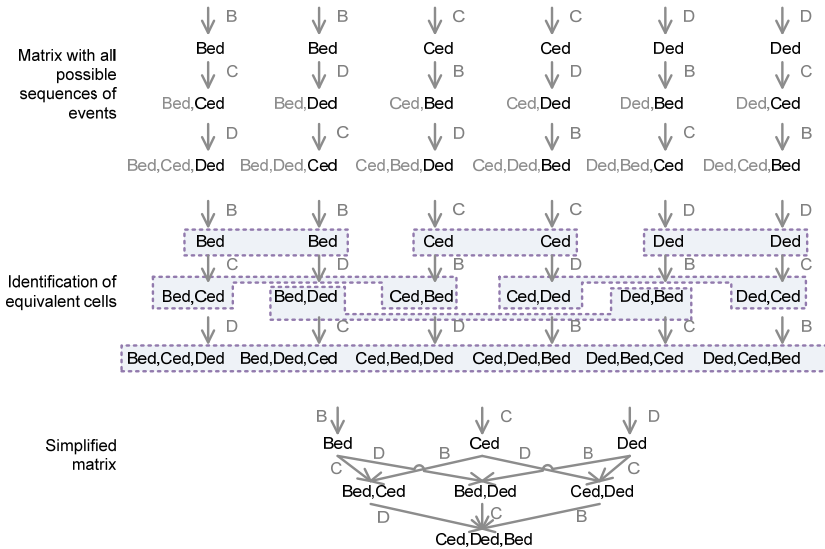 B B C C D D
Matrix with all
possible
sequences of
events
Bed Bed Ced Ced Ded Ded
C D B D B C
Bed,Ced Bed,Ded Ced,Bed Ced,Ded Ded,Bed Ded,Ced
D C D B C B
Bed,Ced,Ded Bed,Ded,Ced Ced,Bed,Ded Ced,Ded,Bed Ded,Bed,Ced Ded,Ced,Bed
B B C C D D
Bed Bed Ced Ced Ded Ded
C D B D B C
Identification of
equivalent cells
Bed,Ced Bed,Ded Ced,Bed Ced,Ded Ded,Bed Ded,Ced
D C D B C B
Bed,Ced,Ded Bed,Ded,Ced Ced,Bed,Ded Ced,Ded,Bed Ded,Bed,Ced Ded,Ced,Bed
B C D
Simplified
matrix
Bed Ced Ded
C D B D B C
Bed,Ced Bed,Ded Ced,Ded
D C B
Ced,Ded,Bed